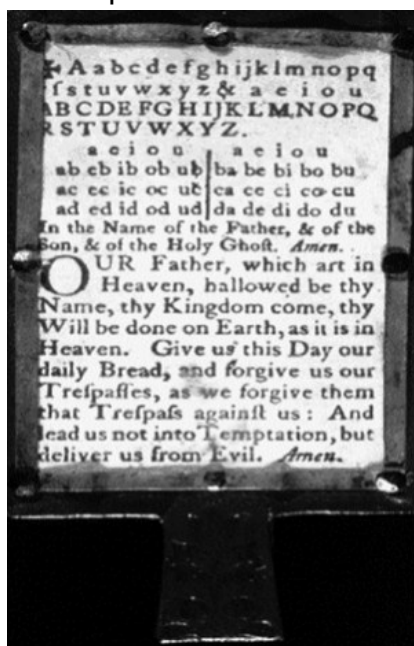 ✠ A a b c d e f g h i j k l m n o p q
r ſ s t u v w x y z & a e i o u
A B C D E F G H I J K L M N O P Q
R S T U V W X Y Z.
a e i o u a e i o u
ab eb ib ob ub ba be bi bo bu
ac ec ic oc uc ca ce ci co cu
ad ed id od ud da de di do du
In the Name of the Father, & of the
Son, & of the Holy Ghoſt. Amen.
OUR Father, which art in
Heaven, hallowed be thy
Name, thy Kingdom come, thy
Will be done on Earth, as it is in
Heaven. Give us this Day our
daily Bread, and forgive us our
Treſpaſſes, as we forgive them
that Treſpaſs againſt us: And
lead us not into Temptation, but
deliver us from Evil. Amen.